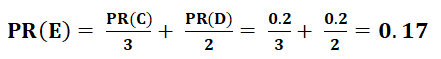 PR(E) = PR(C)/3 + PR(D)/2 = 0.2/3 + 0.2/2 = 0.17